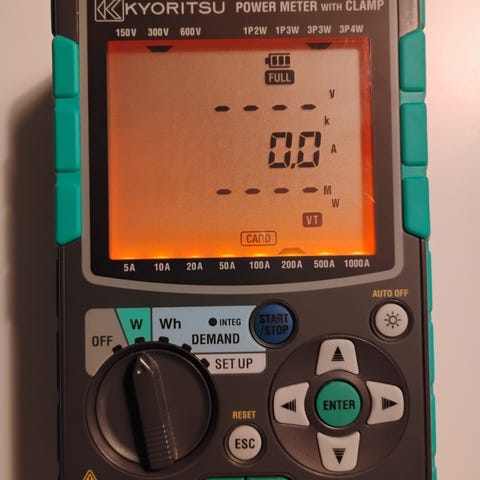 KYORITSU POWER METER WITH CLAMP
150V 300V 600V 1P2W 1P3W 3P3W 3P4W
FULL
- - - - V
k
0.0 A
- - - - M
W
VT
CARD
5A 10A 20A 50A 100A 200A 500A 1000A
AUTO OFF
OFF W Wh INTEG
DEMAND
SET UP
START
/STOP
ENTER
RESET
ESC